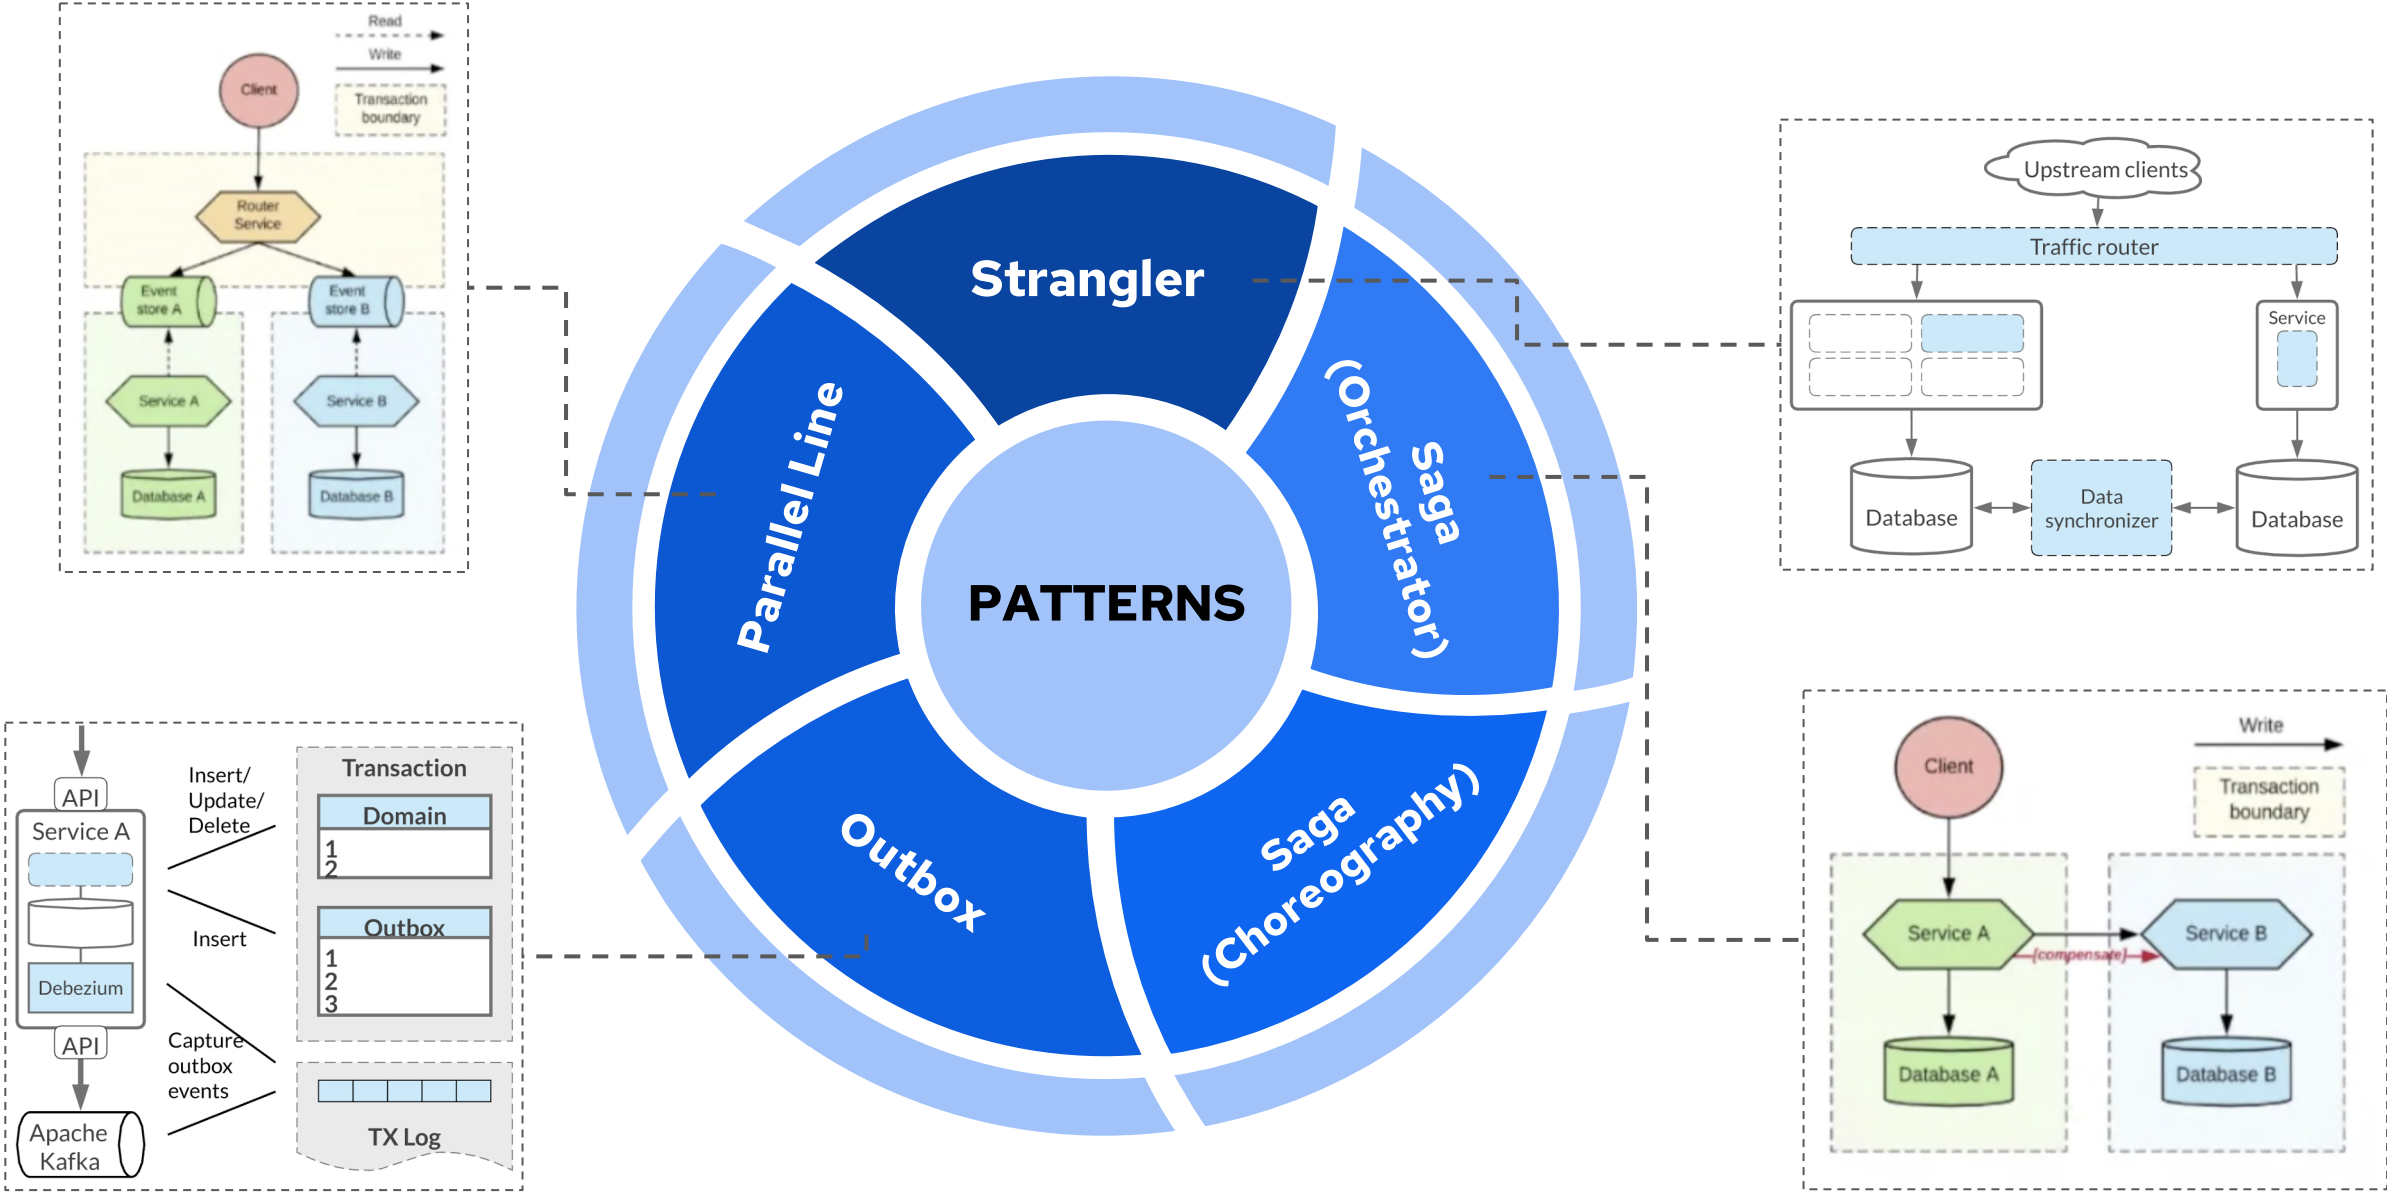 Read
Write
Transaction
boundary
Client
Router
Service
Event
store A
Event
store B
Service A
Service B
Database A
Database B
Strangler
Saga
(Orchestrator)
Saga
(Choreography)
Outbox
Parallel Line
PATTERNS
Upstream clients
Traffic router
Service
Database
Data
synchronizer
Database
API
Service A
Debezium
API
Apache
Kafka
Insert/
Update/
Delete
Insert
Capture
outbox
events
Transaction
Domain
1
2
Outbox
1
2
3
TX Log
Client
Write
Transaction
boundary
Service A
{compensate}
Service B
Database A
Database B